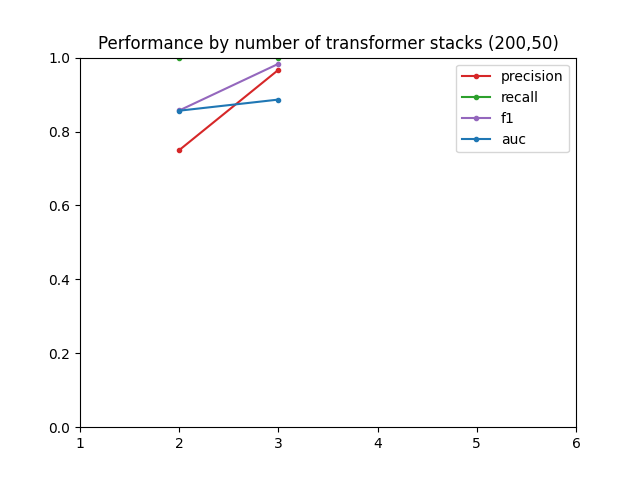 Performance by number of transformer stacks (200,50)
1.0
0.8
0.6
0.4
0.2
0.0
1 2 3 4 5 6
precision
recall
f1
auc